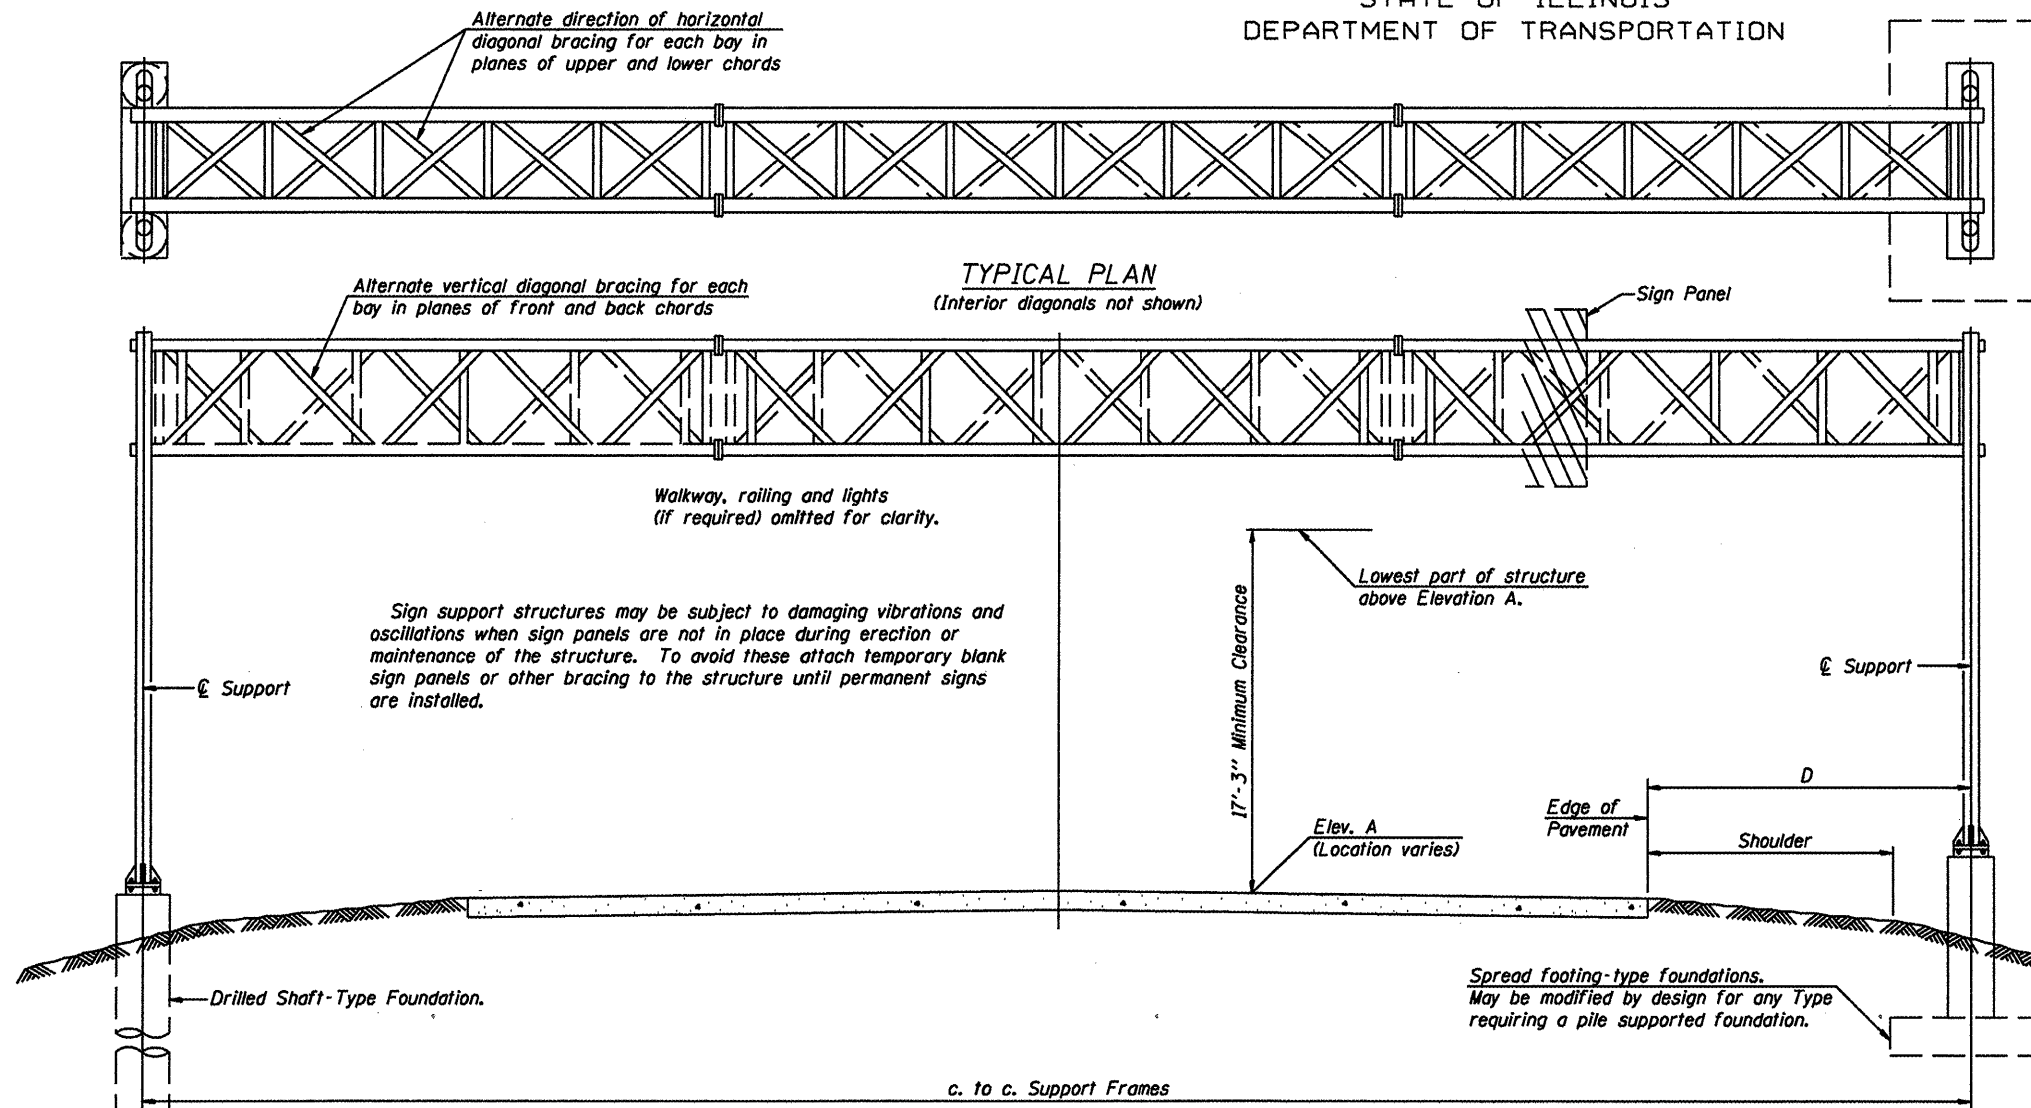 STATE OF ILLINOIS
DEPARTMENT OF TRANSPORTATION
Alternate direction of horizontal
diagonal bracing for each bay in
planes of upper and lower chords
TYPICAL PLAN
(Interior diagonals not shown)
Alternate vertical diagonal bracing for each
bay in planes of front and back chords
Sign Panel
Walkway, railing and lights
(if required) omitted for clarity.
Lowest part of structure
above Elevation A.
17'-3" Minimum Clearance
Sign support structures may be subject to damaging vibrations and
oscillations when sign panels are not in place during erection or
maintenance of the structure. To avoid these attach temporary blank
sign panels or other bracing to the structure until permanent signs
are installed.
℄ Support
℄ Support
D
Edge of
Pavement
Shoulder
Elev. A
(Location varies)
Drilled Shaft-Type Foundation.
Spread footing-type foundations.
May be modified by design for any Type
requiring a pile supported foundation.
c. to c. Support Frames